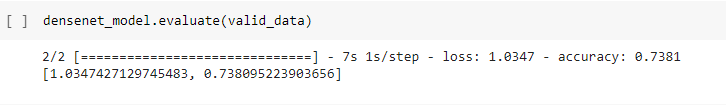 [ ] densenet_model.evaluate(valid_data)
2/2 [==============================] - 7s 1s/step - loss: 1.0347 - accuracy: 0.7381
[1.0347427129745483, 0.738095223903656]